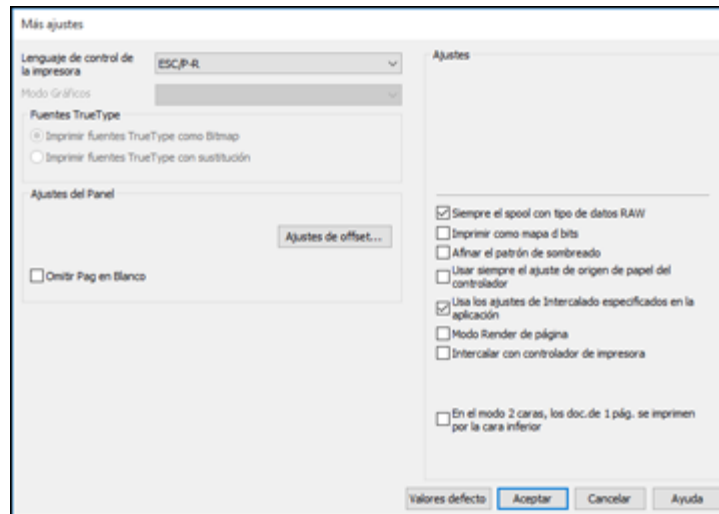 Más ajustes
Lenguaje de control de
la impresora
ESC/P-R
Modo Gráficos
Fuentes TrueType
Imprimir fuentes TrueType como Bitmap
Imprimir fuentes TrueType con sustitución
Ajustes del Panel
Ajustes de offset...
Omitir Pag en Blanco
Ajustes
Siempre el spool con tipo de datos RAW
Imprimir como mapa d bits
Afinar el patrón de sombreado
Usar siempre el ajuste de origen de papel del
controlador
Usa los ajustes de Intercalado especificados en la
aplicación
Modo Render de página
Intercalar con controlador de impresora
En el modo 2 caras, los doc.de 1 pág. se imprimen
por la cara inferior
Valores defecto
Aceptar
Cancelar
Ayuda